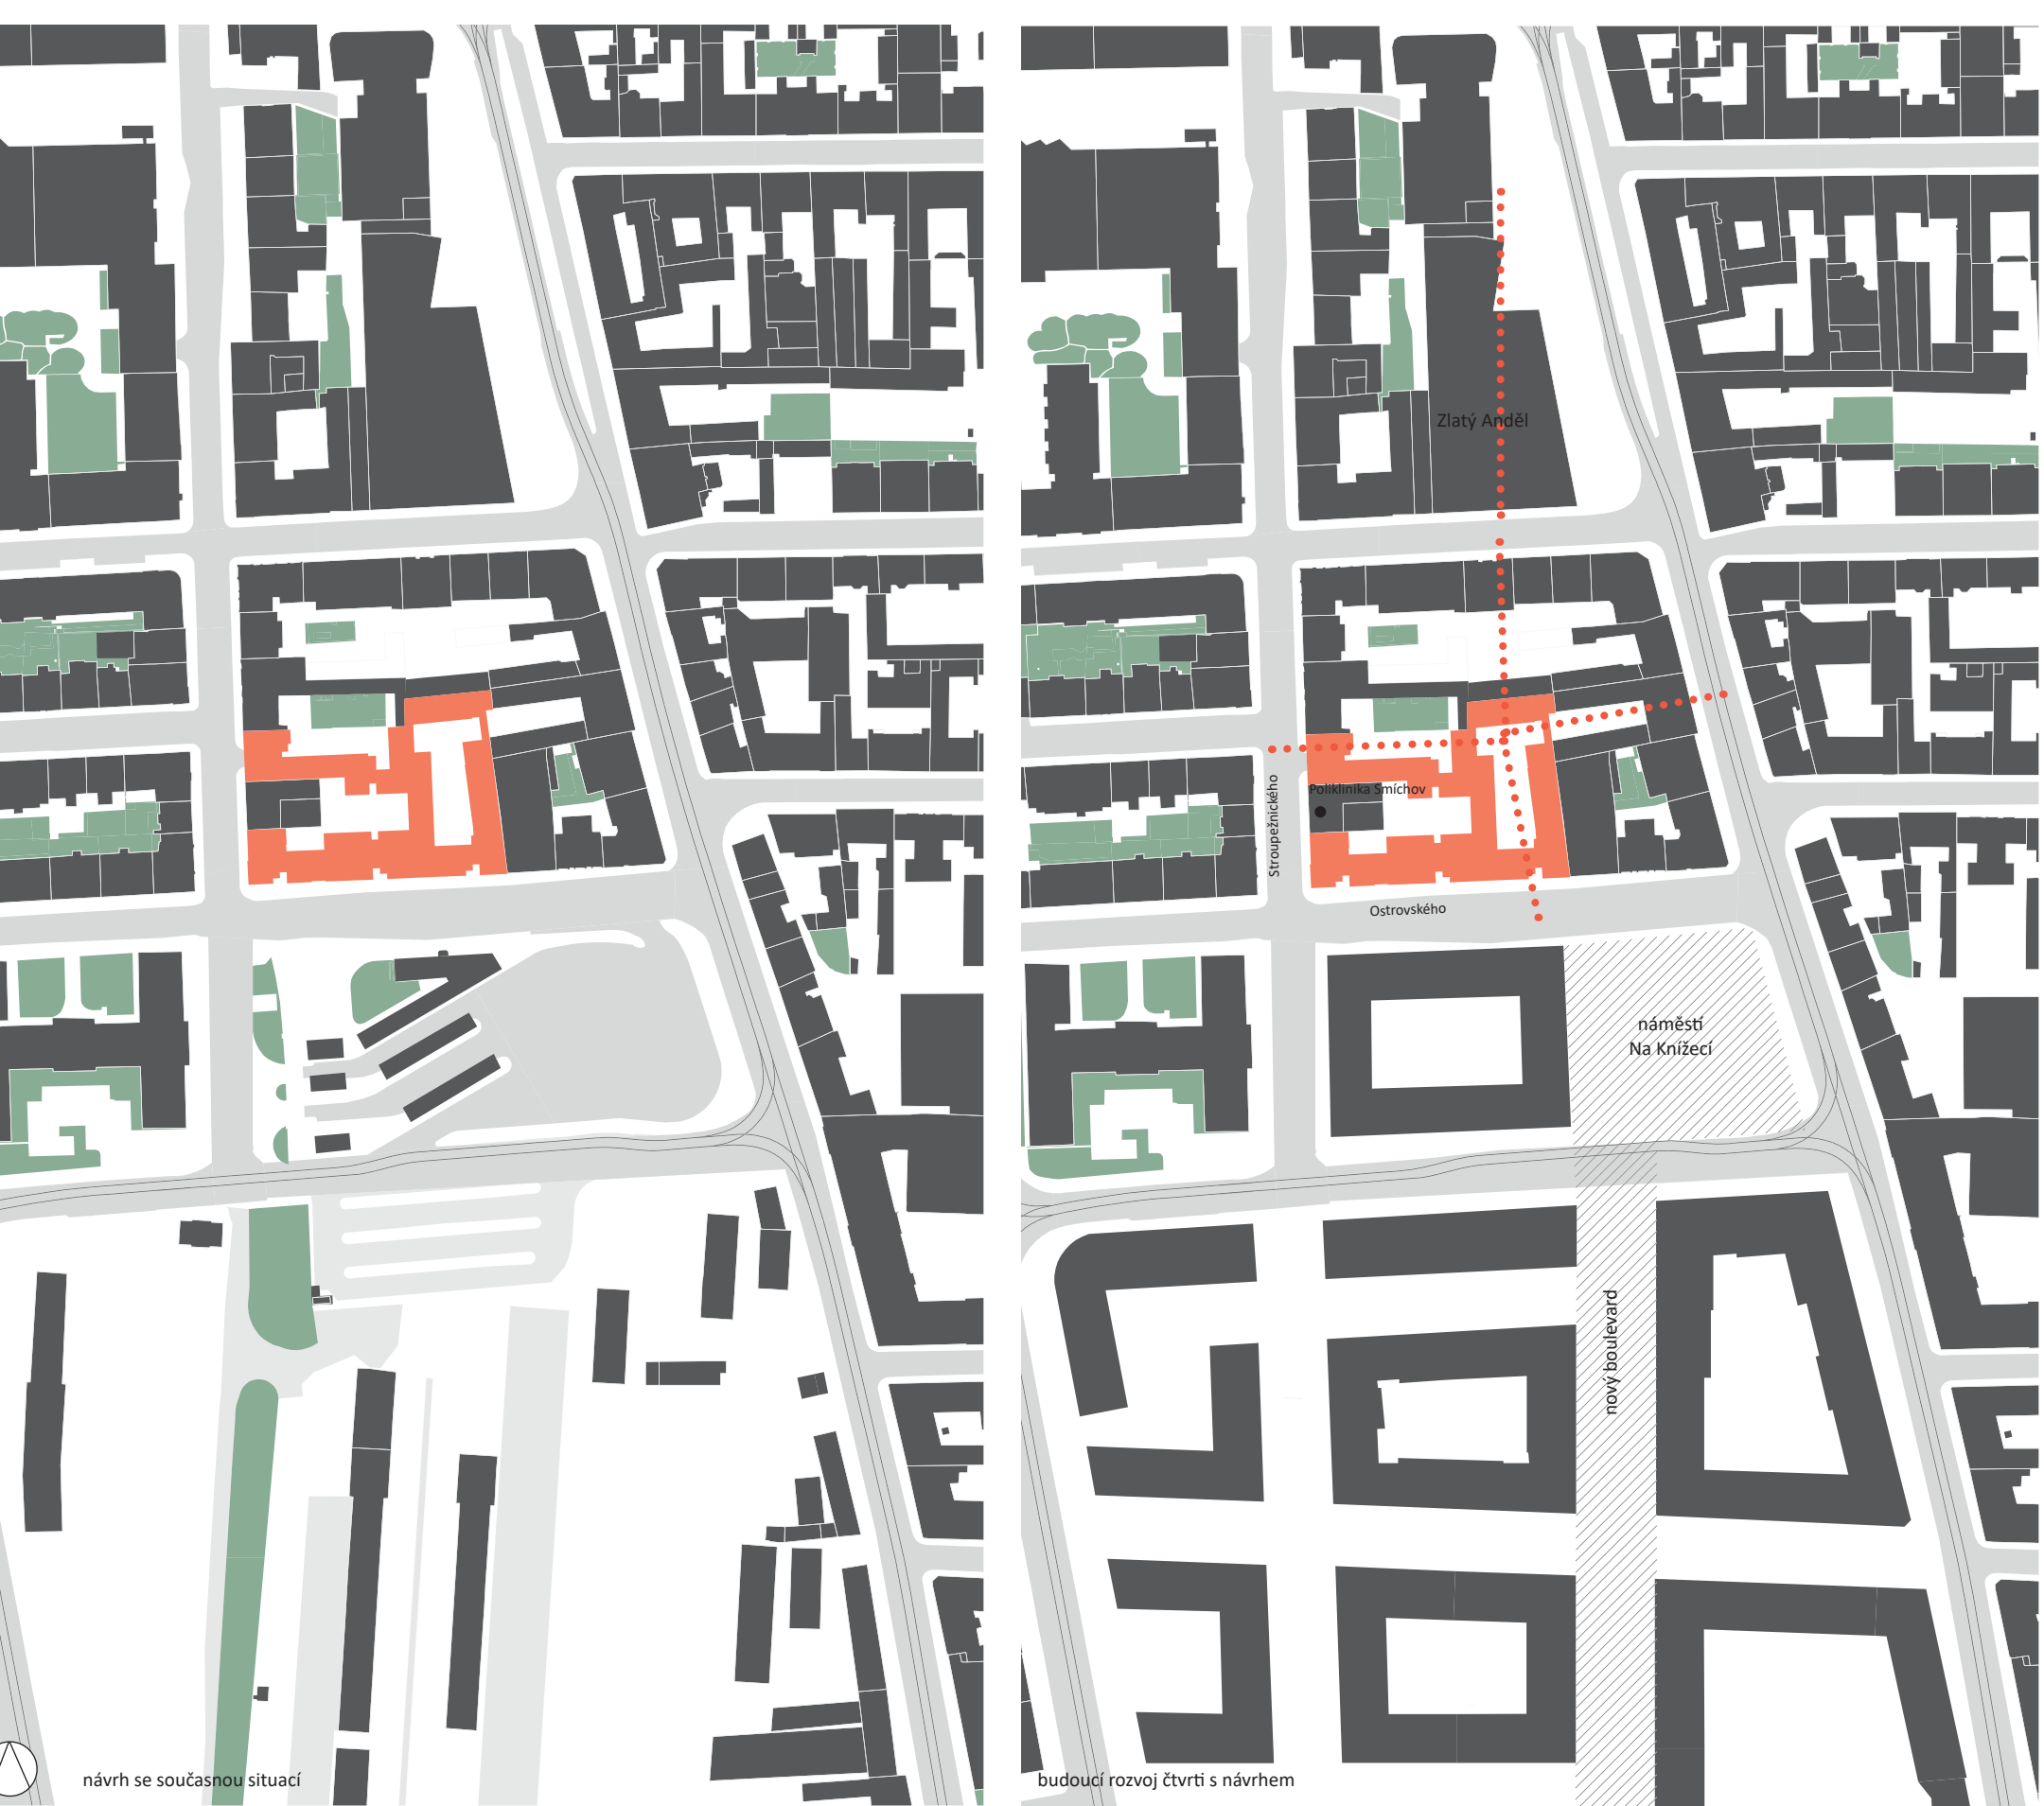 Zlatý Anděl
Poliklinika Smíchov
Stroupežnického
Ostrovského
náměstí
Na Knížecí
nový boulevard
návrh se současnou situací
budoucí rozvoj čtvrti s návrhem